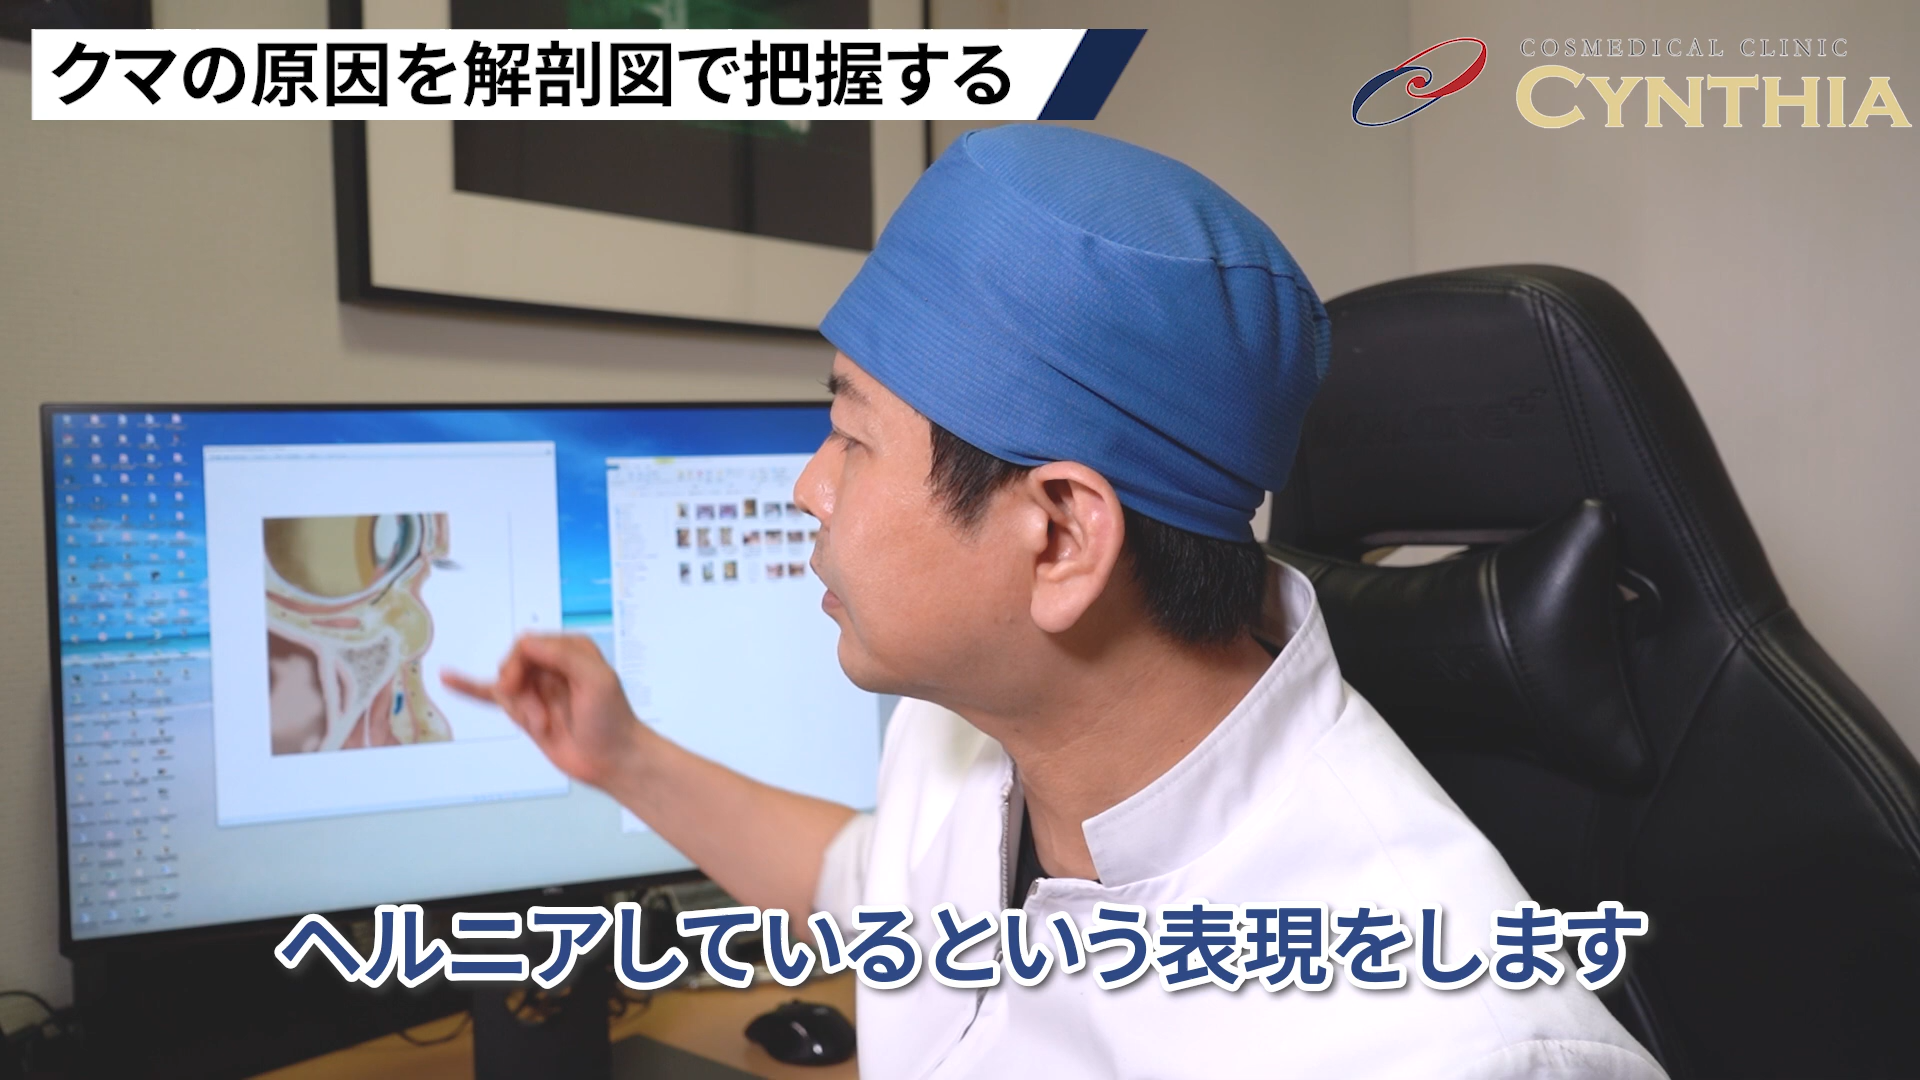 クマの原因を解剖図で把握する
COSMEDICAL CLINIC
CYNTHIA
ヘルニアしているという表現をします